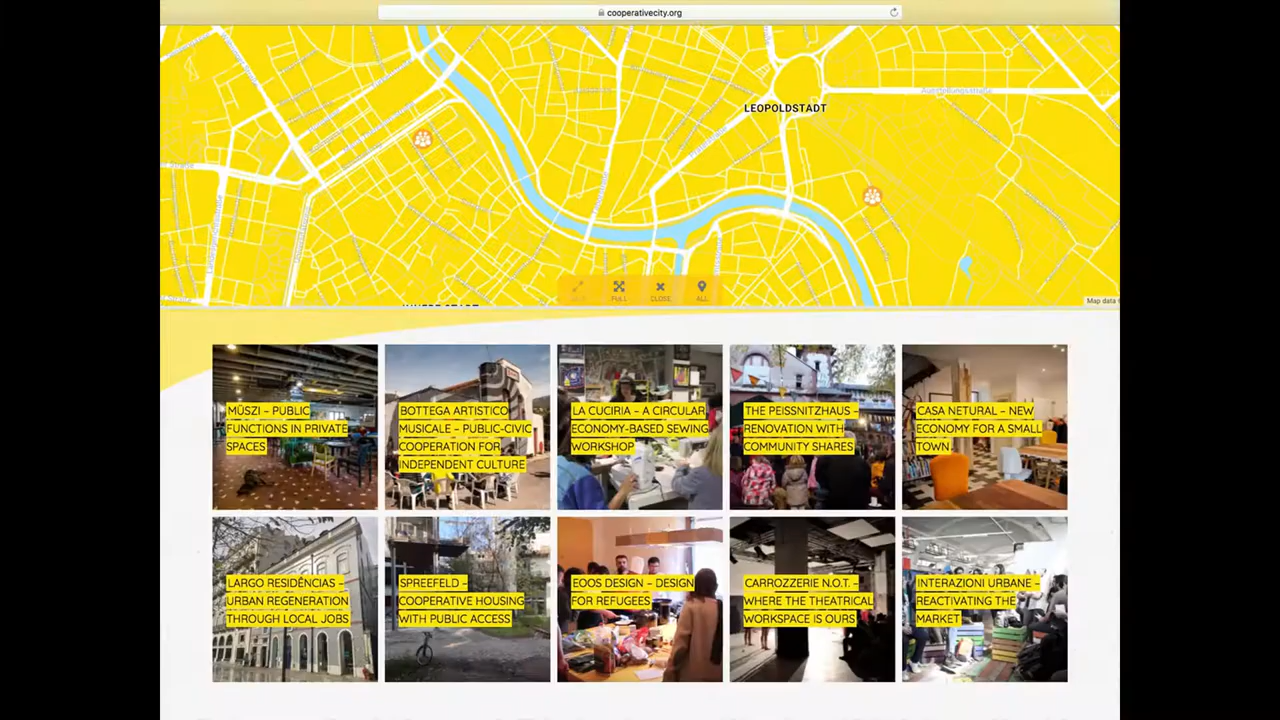 cooperativecity.org
LEOPOLDSTADT
Ausstellungsstraße
FULL
CLOSE
ALL
Map data
MÜSZI – PUBLIC
FUNCTIONS IN PRIVATE
SPACES
BOTTEGA ARTISTICO
MUSICALE – PUBLIC-CIVIC
COOPERATION FOR
INDEPENDENT CULTURE
LA CUCIRIA – A CIRCULAR
ECONOMY-BASED SEWING
WORKSHOP
THE PEISSNITZHAUS –
RENOVATION WITH
COMMUNITY SHARES
CASA NETURAL – NEW
ECONOMY FOR A SMALL
TOWN
LARGO RESIDÊNCIAS –
URBAN REGENERATION
THROUGH LOCAL JOBS
SPREEFELD –
COOPERATIVE HOUSING
WITH PUBLIC ACCESS
EOOS DESIGN – DESIGN
FOR REFUGEES
CARROZZERIE N.O.T. –
WHERE THE THEATRICAL
WORKSPACE IS OURS
INTERAZIONI URBANE –
REACTIVATING THE
MARKET